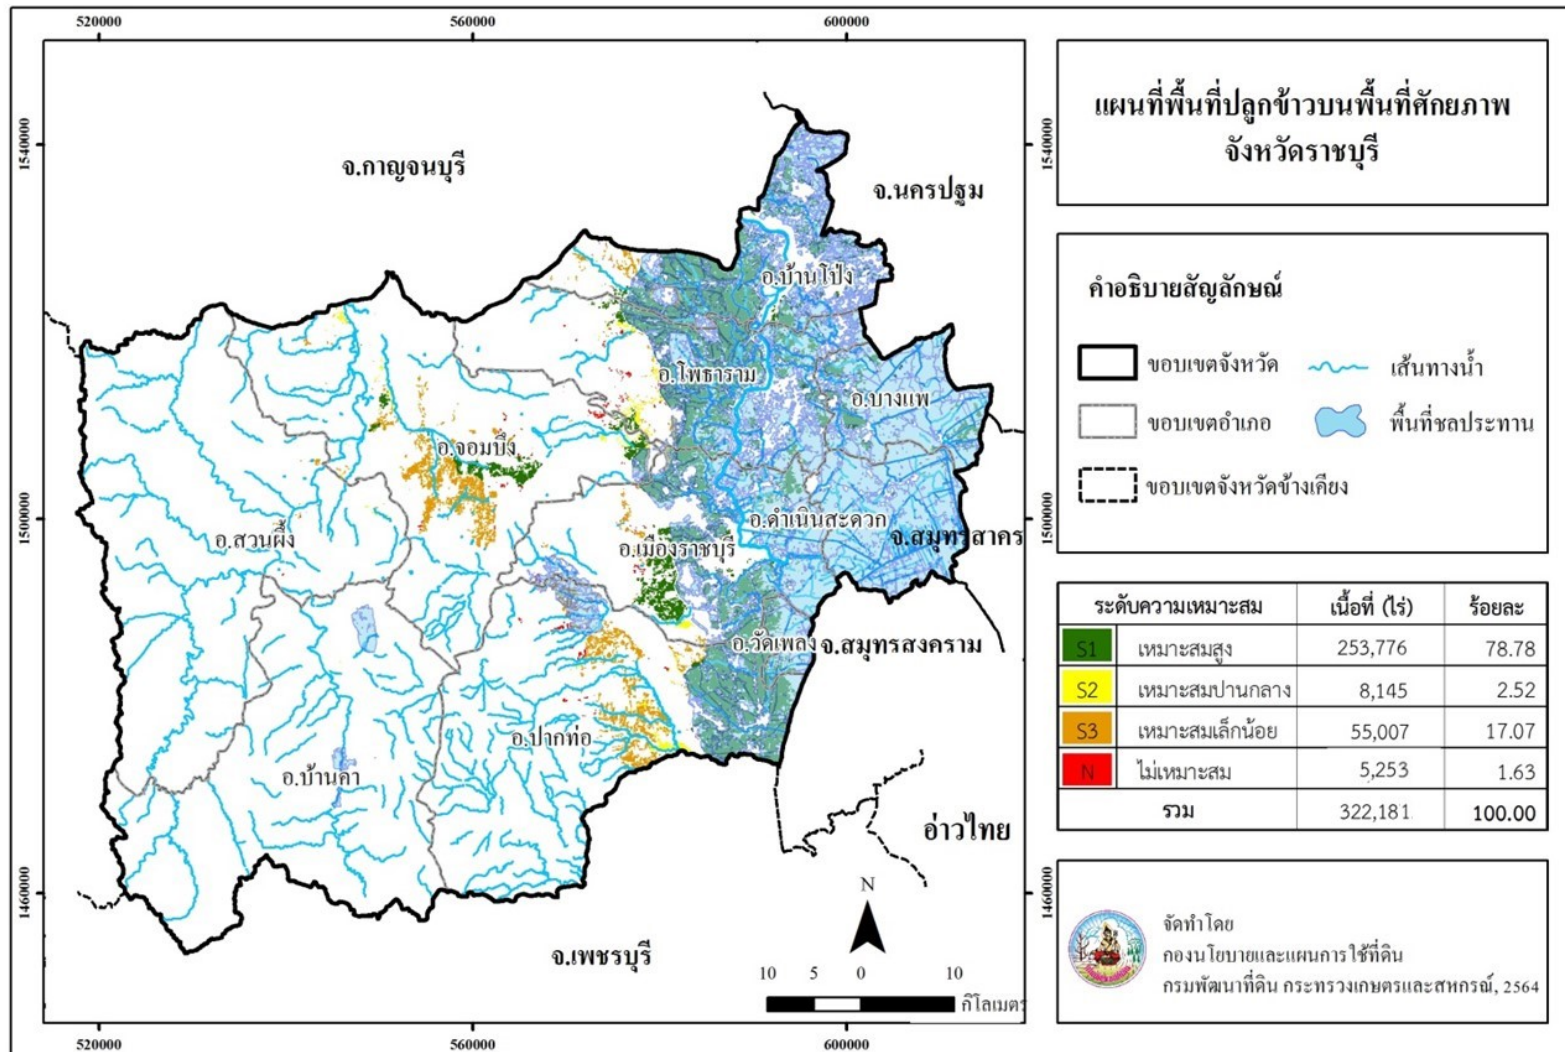 520000
560000
600000
แผนที่พื้นที่ปลูกข้าวบนพื้นที่ศักยภาพ
จังหวัดราชบุรี
1540000
1540000
จ.กาญจนบุรี
จ.นครปฐม
อ.บ้านโป่ง
อ.โพธาราม
อ.บางแพ
อ.จอมบึง
1500000
1500000
อ.ดำเนินสะดวก
จ.สมุทรสาคร
อ.สวนผึ้ง
อ.เมืองราชบุรี
อ.วัดเพลง
จ.สมุทรสงคราม
อ.ปากท่อ
อ.บ้านคา
อ่าวไทย
1460000
1460000
จ.เพชรบุรี
N
10 5 0 10
กิโลเมตร
520000
560000
600000
คำอธิบายสัญลักษณ์
ขอบเขตจังหวัด เส้นทางน้ำ
ขอบเขตอำเภอ พื้นที่ชลประทาน
ขอบเขตจังหวัดข้างเคียง
ระดับความเหมาะสม เนื้อที่ (ไร่) ร้อยละ
S1 เหมาะสมสูง 253,776 78.78
S2 เหมาะสมปานกลาง 8,145 2.52
S3 เหมาะสมเล็กน้อย 55,007 17.07
N ไม่เหมาะสม 5,253 1.63
รวม 322,181 100.00
จัดทำโดย
กองนโยบายและแผนการใช้ที่ดิน
กรมพัฒนาที่ดิน กระทรวงเกษตรและสหกรณ์, 2564